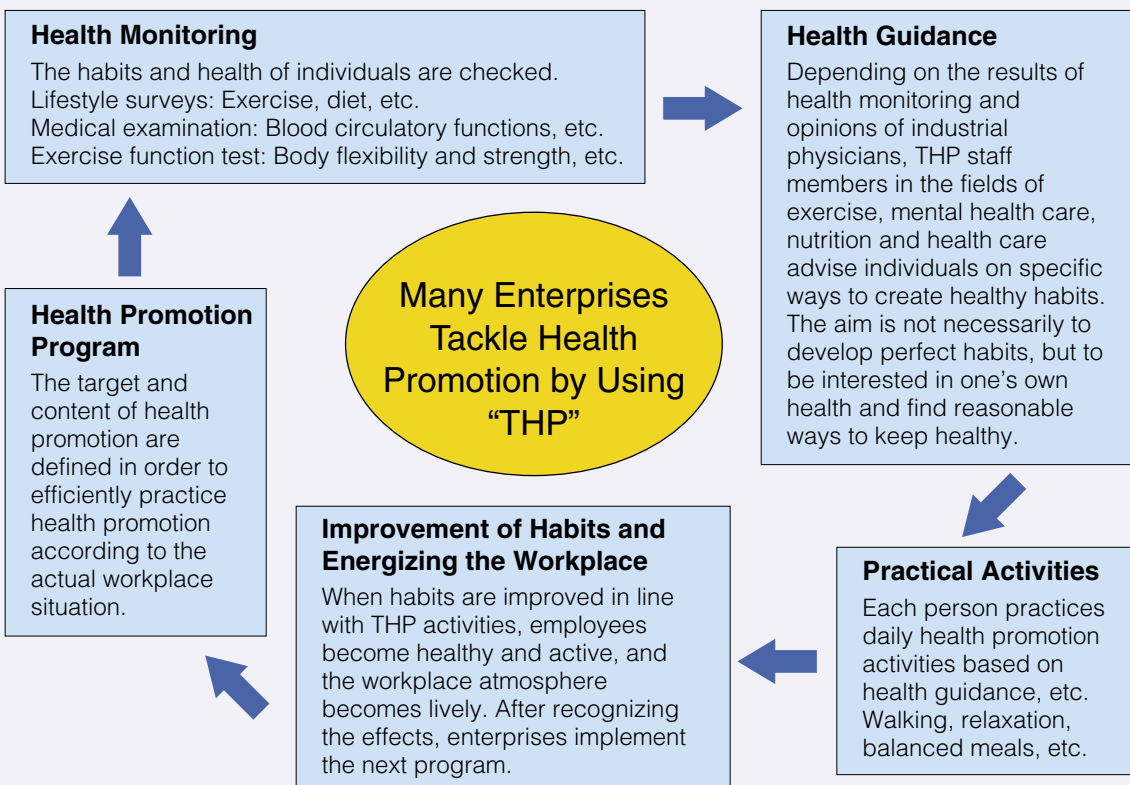 Health Monitoring
The habits and health of individuals are checked.
Lifestyle surveys: Exercise, diet, etc.
Medical examination: Blood circulatory functions, etc.
Exercise function test: Body flexibility and strength, etc.
Health Guidance
Depending on the results of
health monitoring and
opinions of industrial
physicians, THP staff
members in the fields of
exercise, mental health care,
nutrition and health care
advise individuals on specific
ways to create healthy habits.
The aim is not necessarily to
develop perfect habits, but to
be interested in one’s own
health and find reasonable
ways to keep healthy.
Many Enterprises
Tackle Health
Promotion by Using
“THP”
Practical Activities
Each person practices
daily health promotion
activities based on
health guidance, etc.
Walking, relaxation,
balanced meals, etc.
Improvement of Habits and
Energizing the Workplace
When habits are improved in line
with THP activities, employees
become healthy and active, and
the workplace atmosphere
becomes lively. After recognizing
the effects, enterprises implement
the next program.
Health Promotion
Program
The target and
content of health
promotion are
defined in order to
efficiently practice
health promotion
according to the
actual workplace
situation.